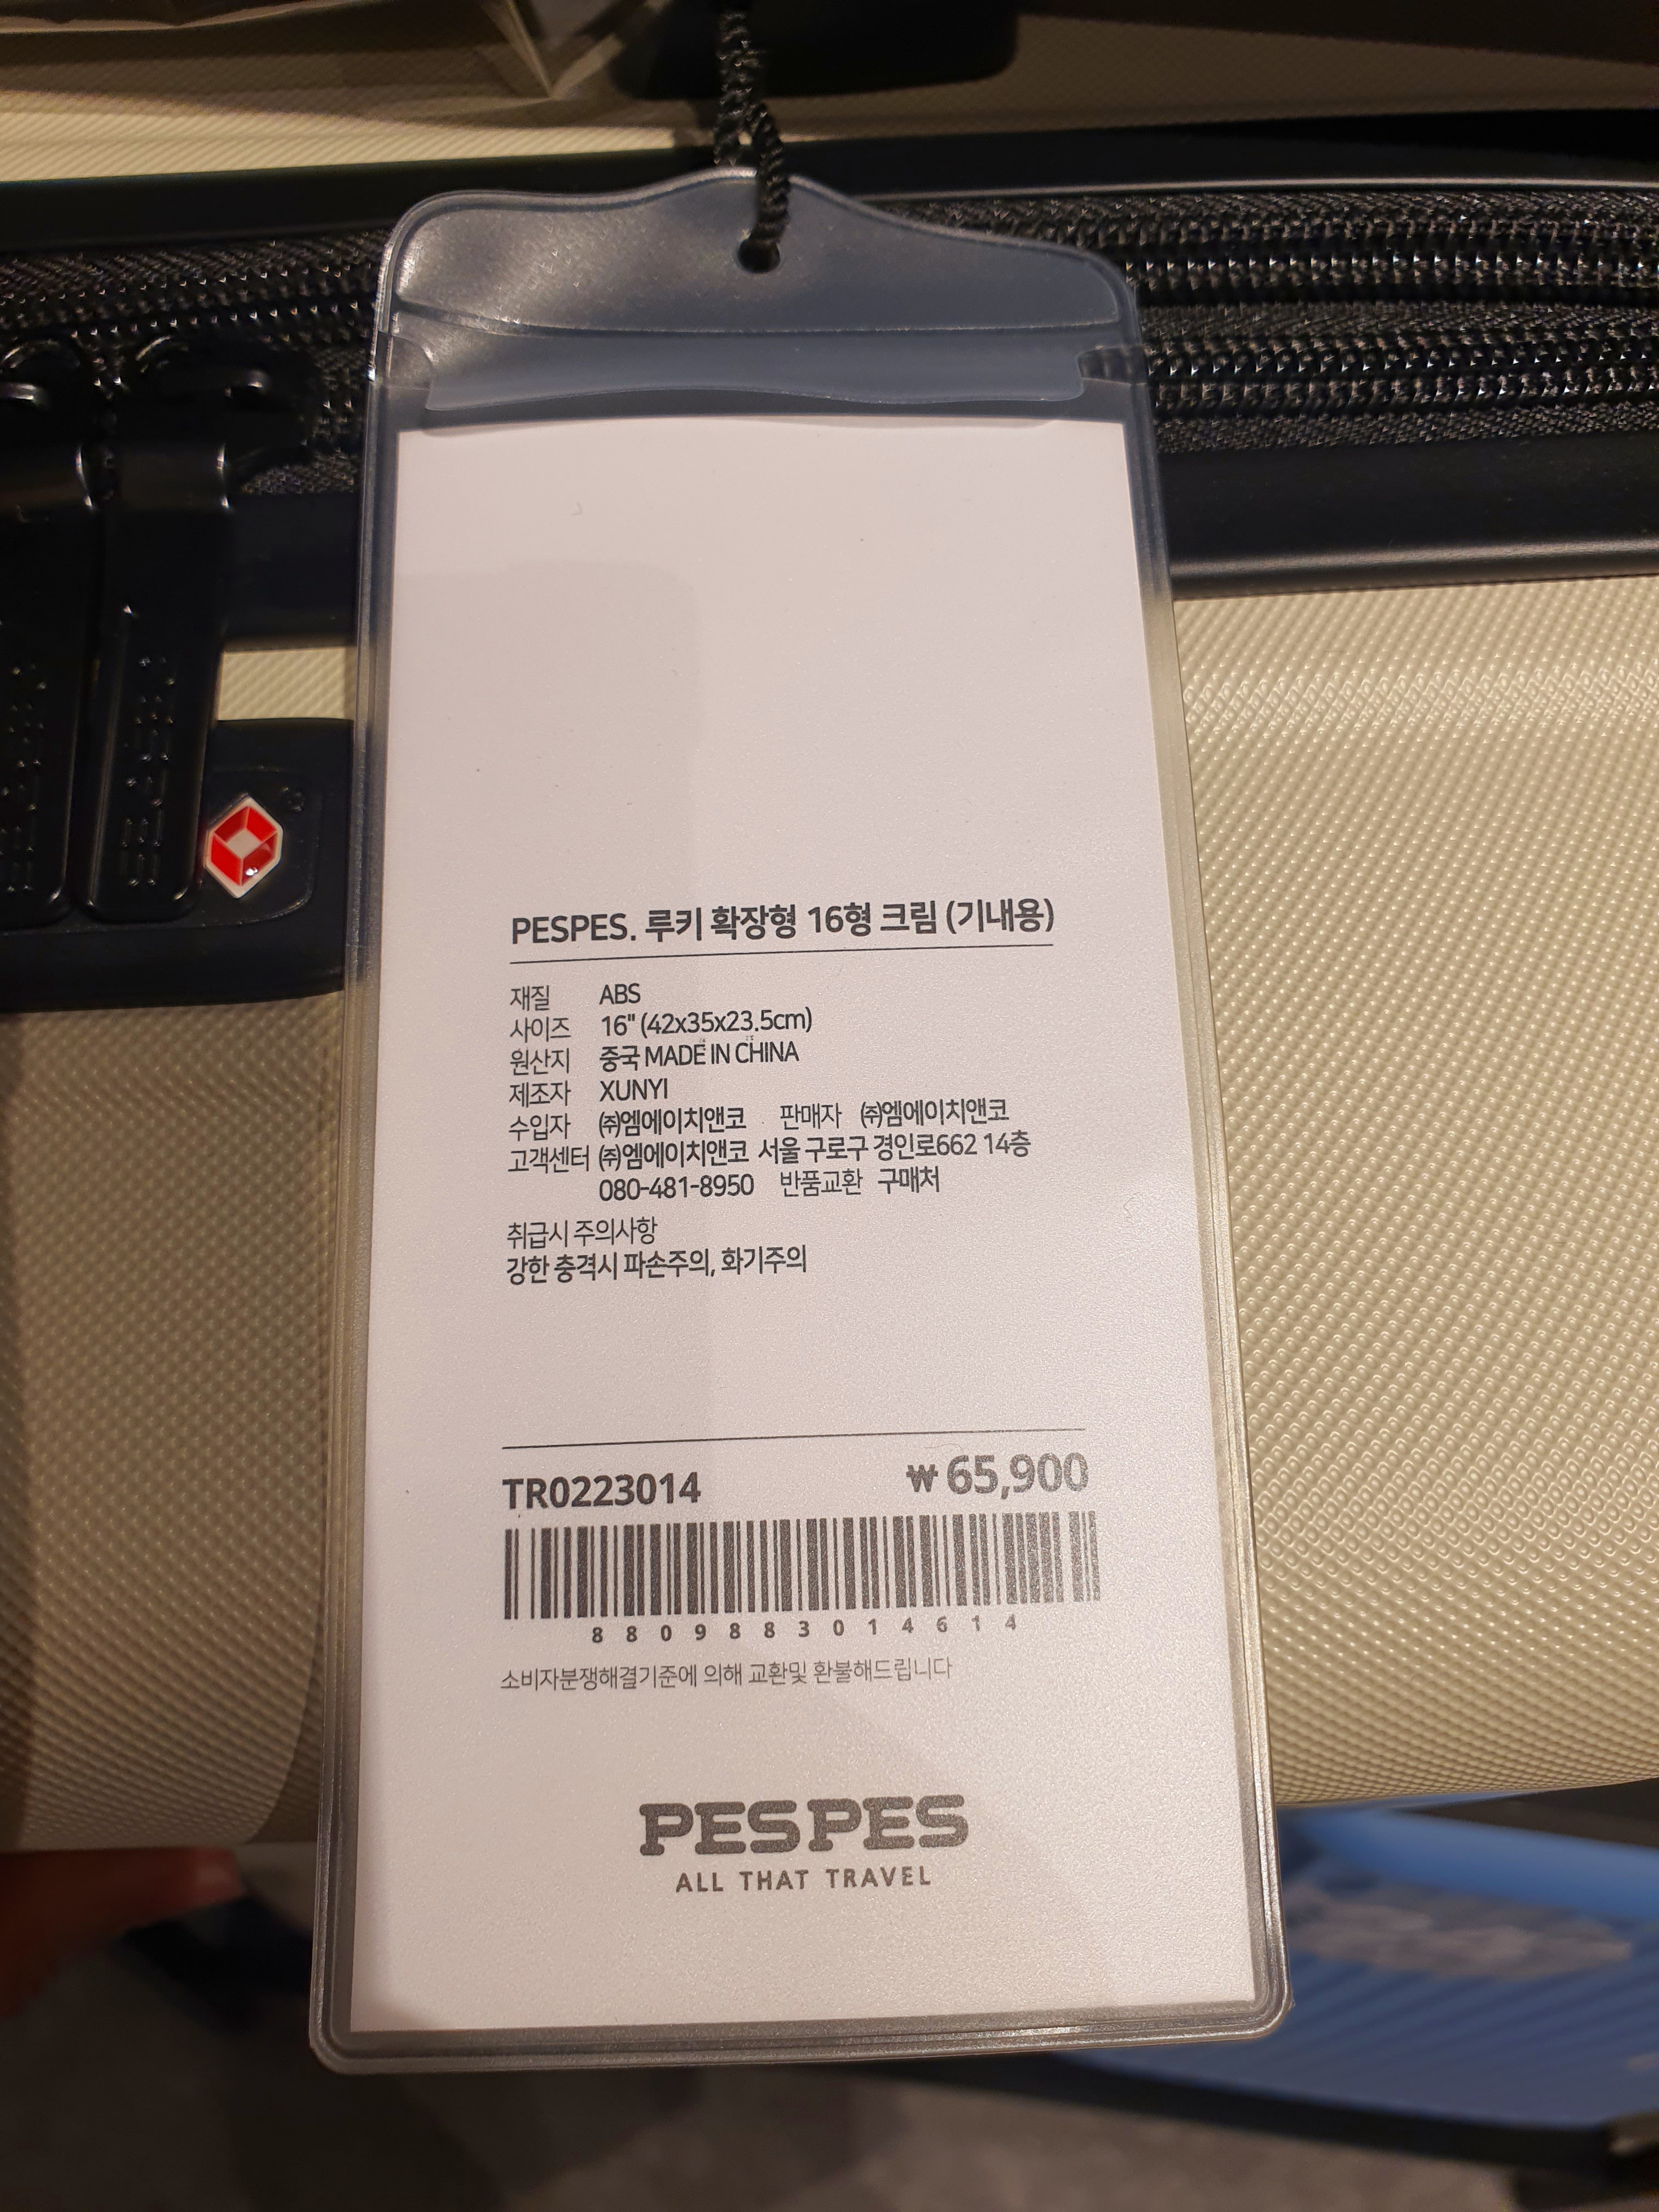 PESPES. 루키 확장형 16형 크림 (기내용)
재질 ABS
사이즈 16" (42x35x23.5cm)
원산지 중국 MADE IN CHINA
제조자 XUNYI
수입자 ㈜엠에이치앤코 판매자 ㈜엠에이치앤코
고객센터 ㈜엠에이치앤코 서울 구로구 경인로662 14층
080-481-8950 반품교환 구매처
취급시 주의사항
강한 충격시 파손주의, 화기주의
TR0223014 ₩ 65,900
8809883014614
소비자분쟁해결기준에 의해 교환및 환불해드립니다
PESPES
ALL THAT TRAVEL